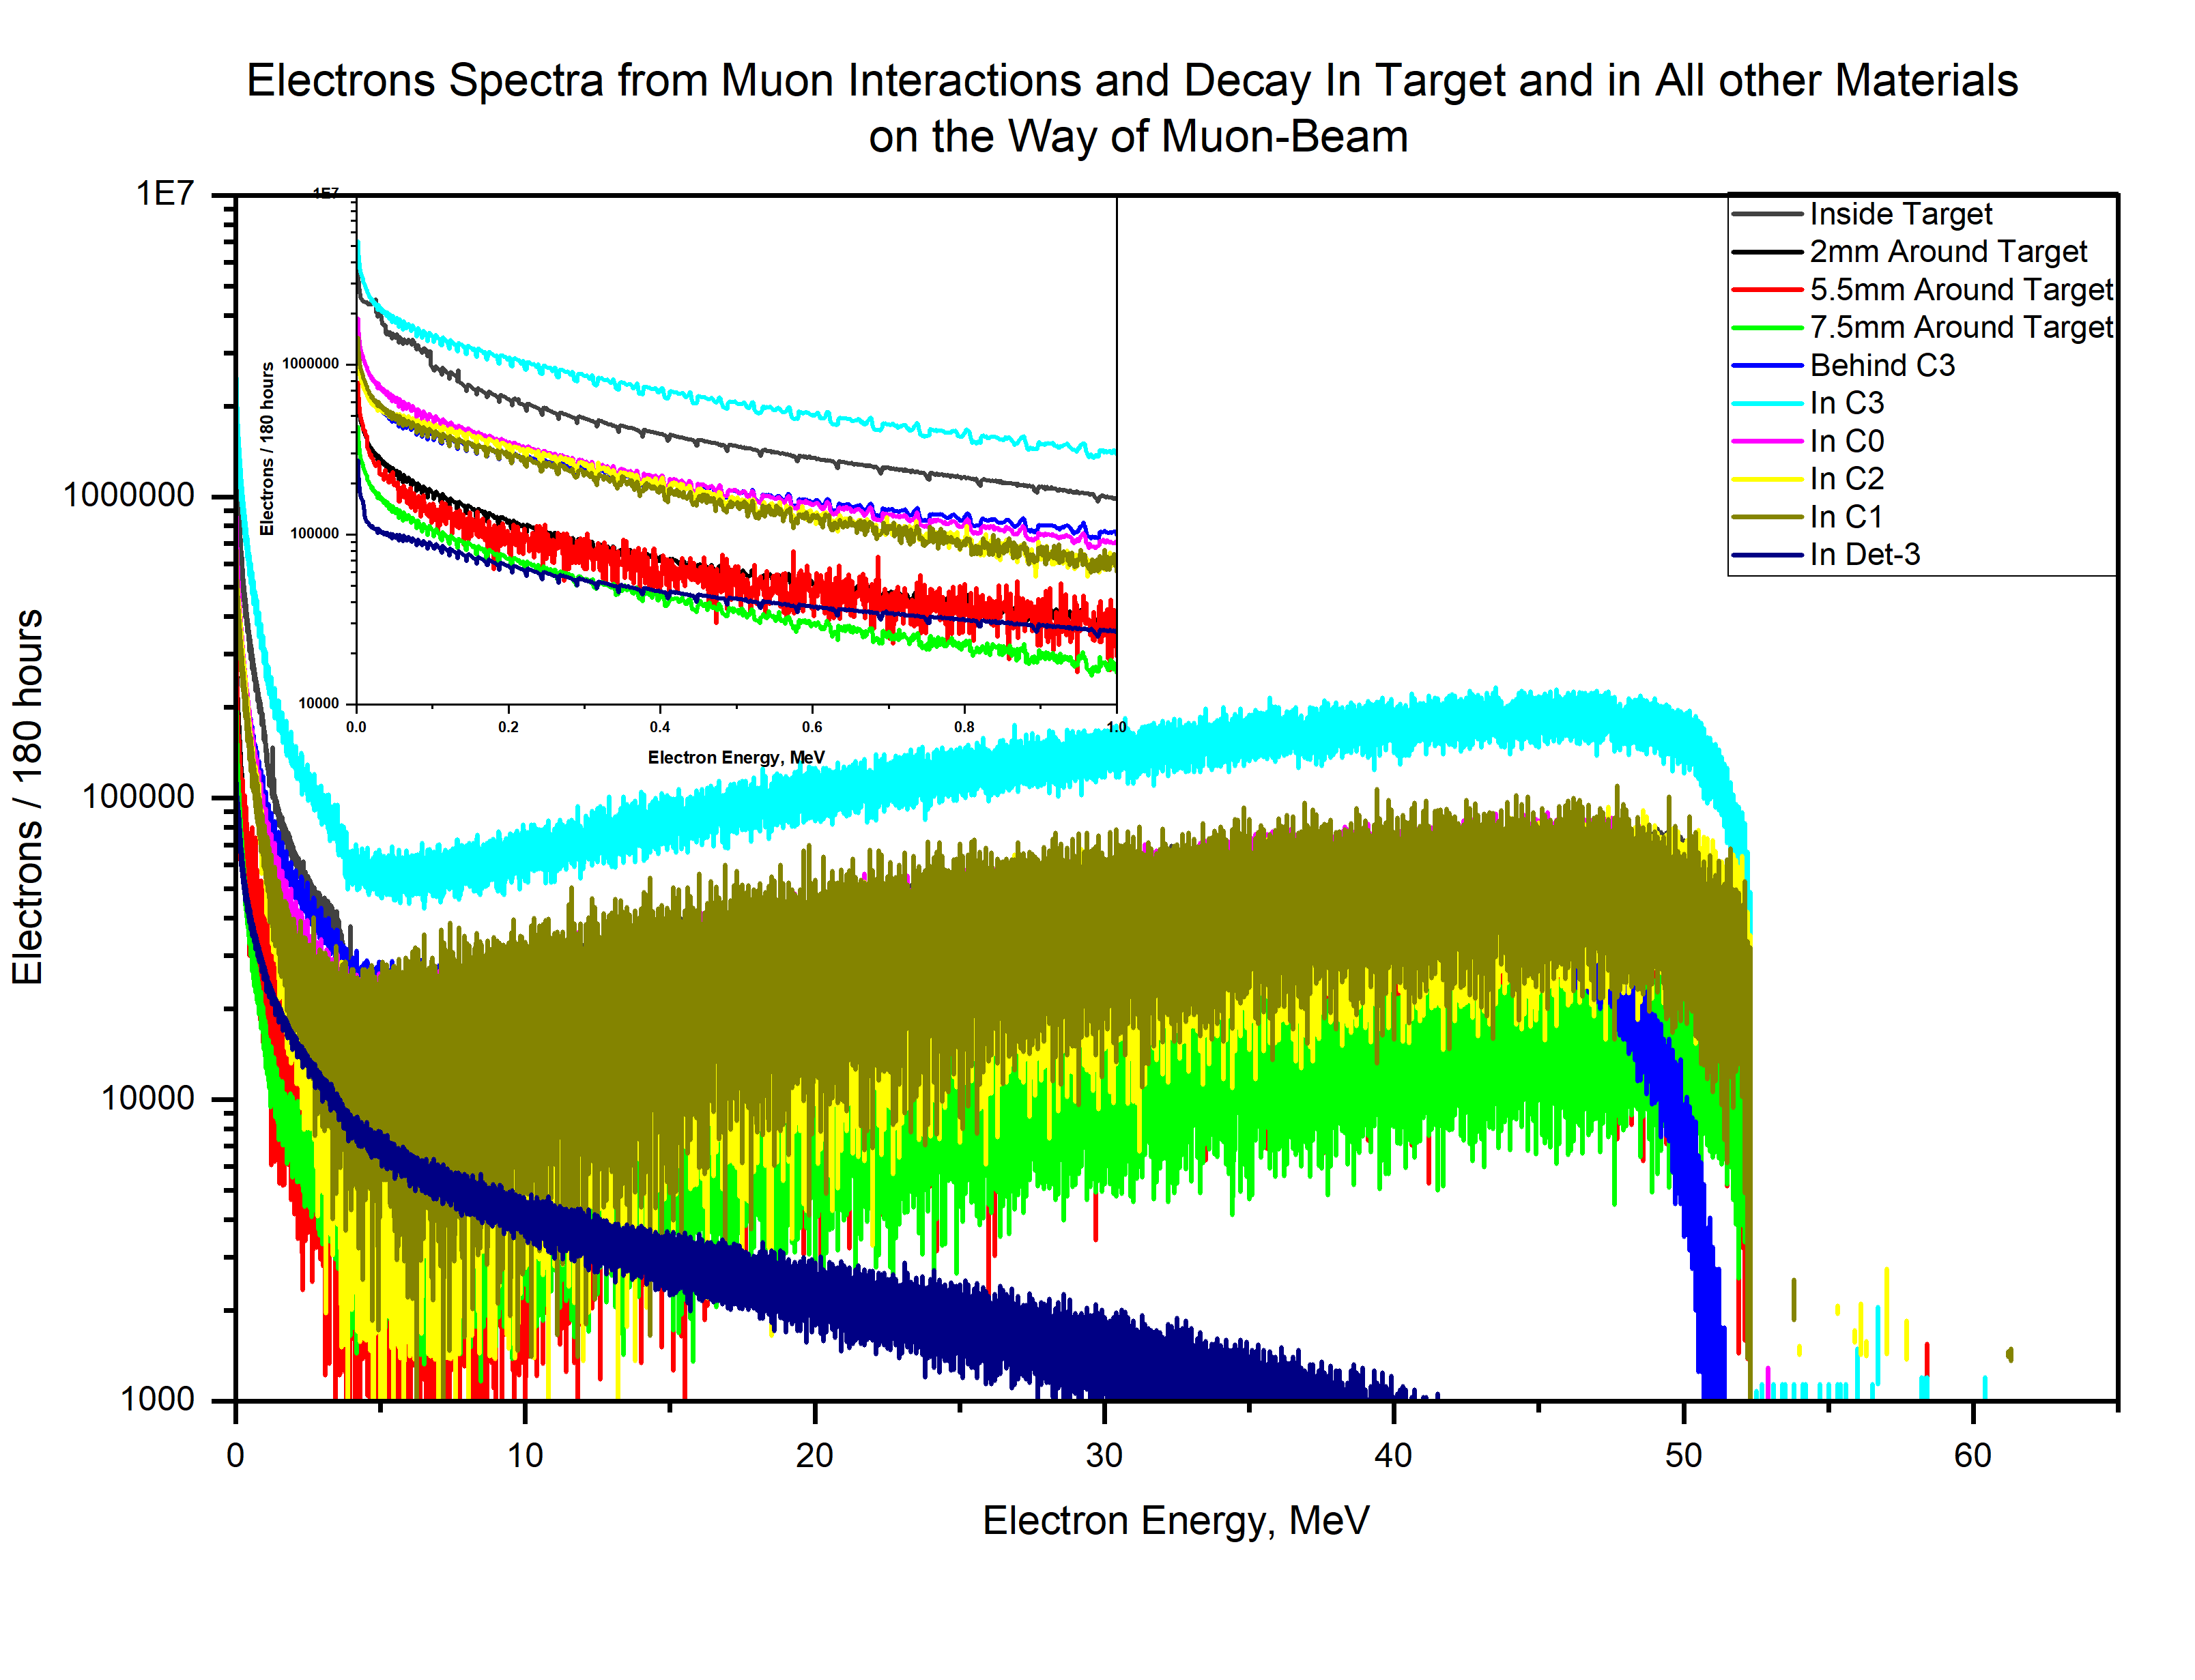 Electrons Spectra from Muon Interactions and Decay In Target and in All other Materials
on the Way of Muon-Beam
1E7
1000000
100000
10000
1000
Electrons / 180 hours
0
10
20
30
40
50
60
Electron Energy, MeV
1E7
1000000
100000
10000
Electrons / 180 hours
0.0
0.2
0.4
0.6
0.8
1.0
Electron Energy, MeV
Inside Target
2mm Around Target
5.5mm Around Target
7.5mm Around Target
Behind C3
In C3
In C0
In C2
In C1
In Det-3